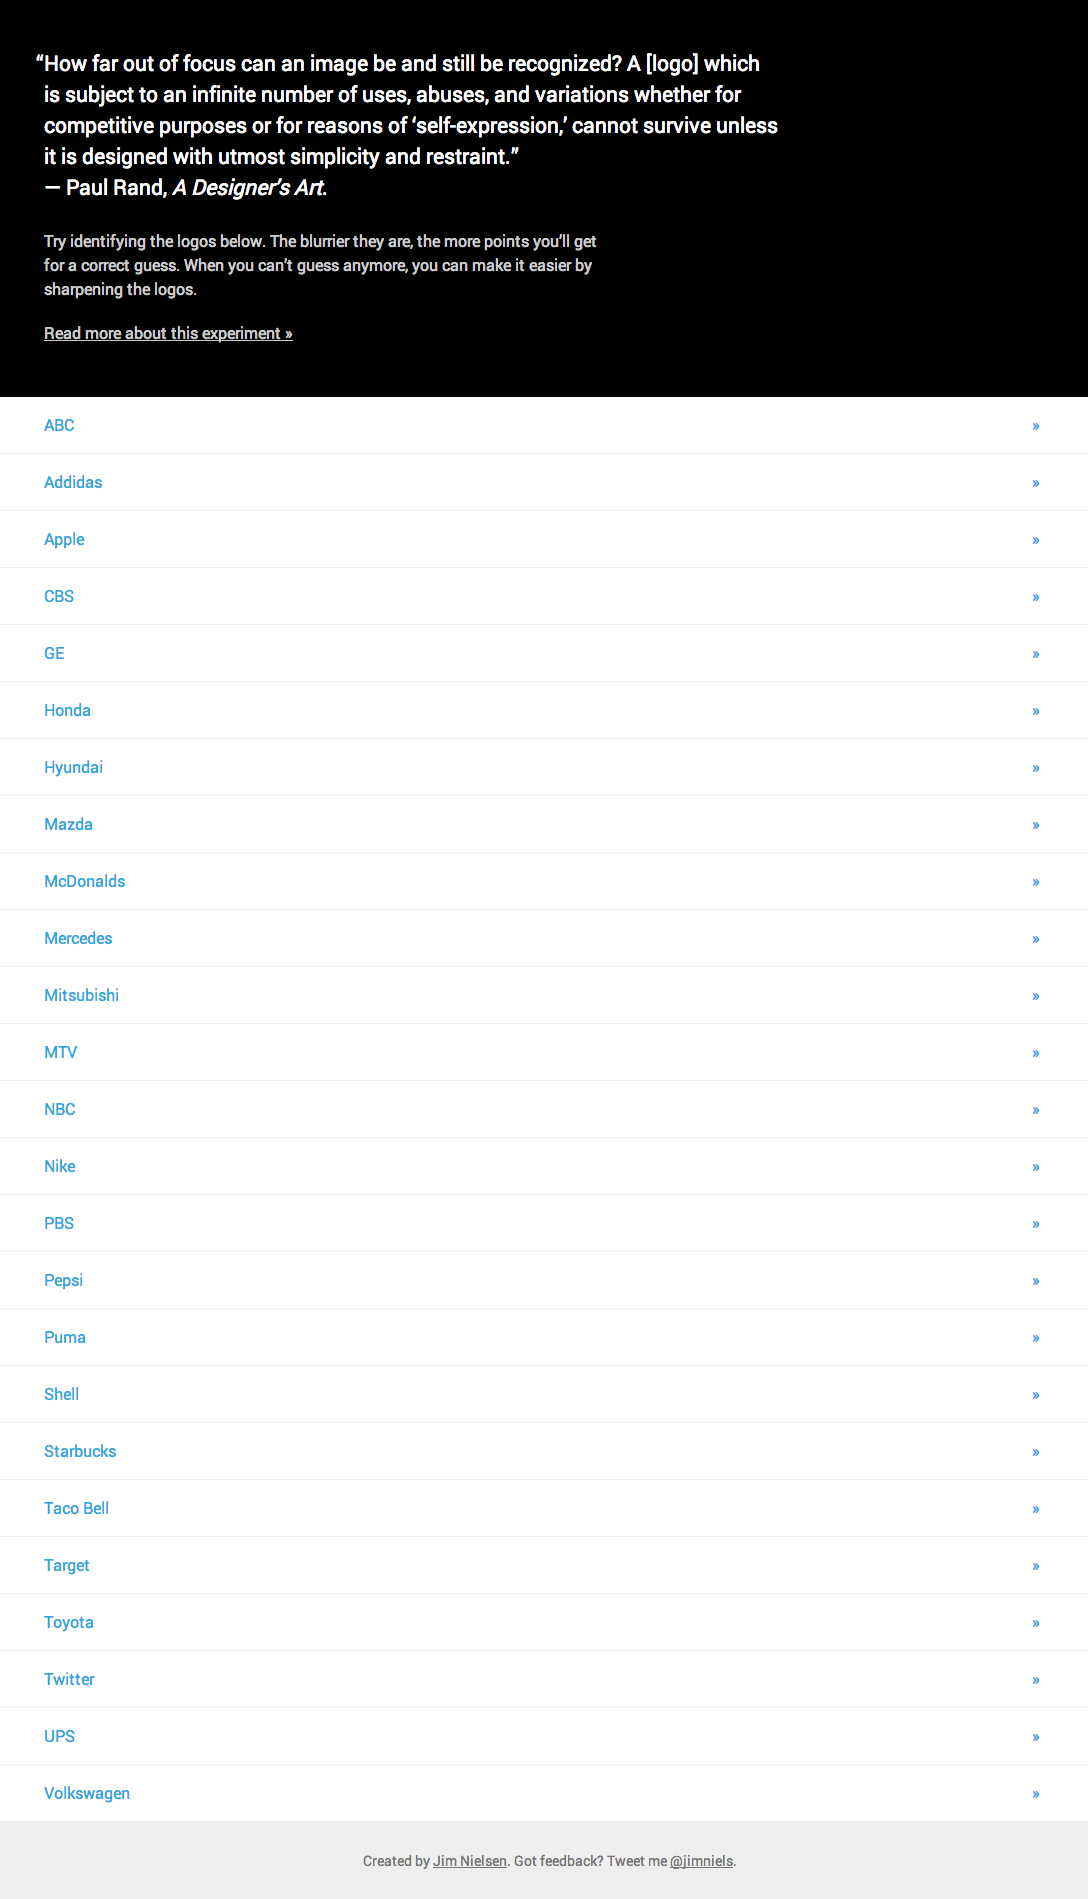 “How far out of focus can an image be and still be recognized? A [logo] which
is subject to an infinite number of uses, abuses, and variations whether for
competitive purposes or for reasons of ‘self-expression,’ cannot survive unless
it is designed with utmost simplicity and restraint.”
— Paul Rand, A Designer’s Art.
Try identifying the logos below. The blurrier they are, the more points you’ll get
for a correct guess. When you can’t guess anymore, you can make it easier by
sharpening the logos.
Read more about this experiment »
ABC »
Addidas »
Apple »
CBS »
GE »
Honda »
Hyundai »
Mazda »
McDonalds »
Mercedes »
Mitsubishi »
MTV »
NBC »
Nike »
PBS »
Pepsi »
Puma »
Shell »
Starbucks »
Taco Bell »
Target »
Toyota »
Twitter »
UPS »
Volkswagen »
Created by Jim Nielsen. Got feedback? Tweet me @jimniels.